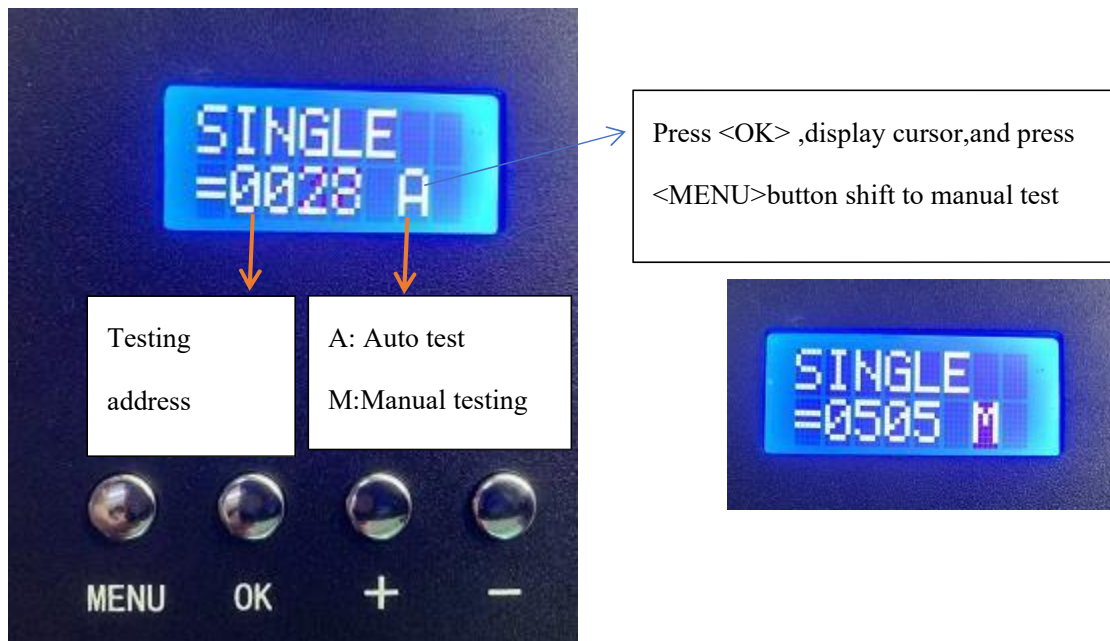 SINGLE
=0028 A
Press <OK> ,display cursor,and press
<MENU>button shift to manual test
Testing
address
A: Auto test
M:Manual testing
SINGLE
=0505 M
MENU OK + −